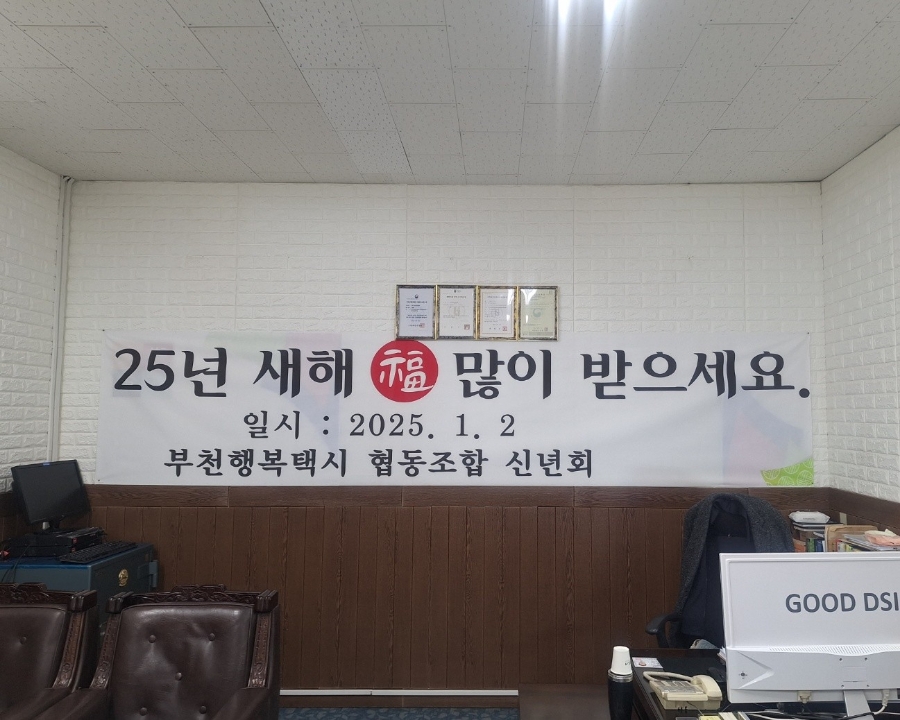 25년 새해 福 많이 받으세요.
일시 : 2025. 1. 2
부천행복택시 협동조합 신년회
GOOD DSI